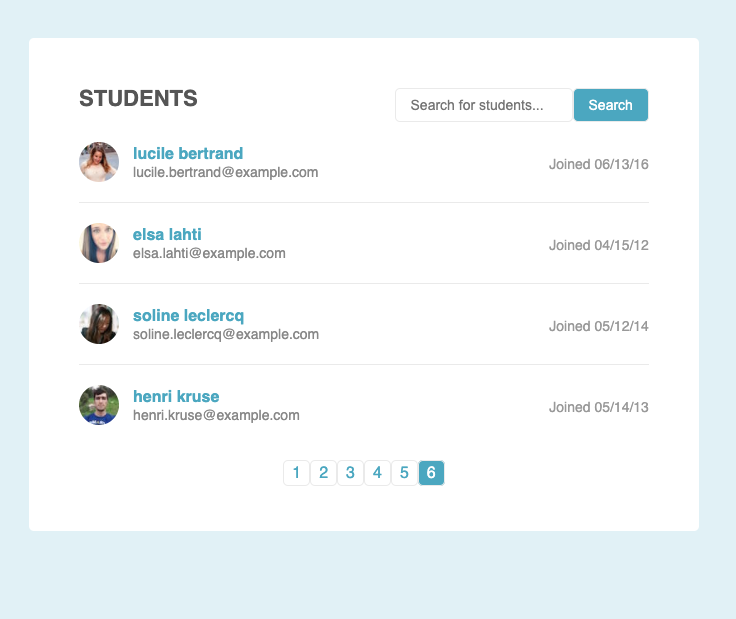 STUDENTS
Search for students...
Search
lucile bertrand
lucile.bertrand@example.com
Joined 06/13/16
elsa lahti
elsa.lahti@example.com
Joined 04/15/12
soline leclercq
soline.leclercq@example.com
Joined 05/12/14
henri kruse
henri.kruse@example.com
Joined 05/14/13
1 2 3 4 5 6